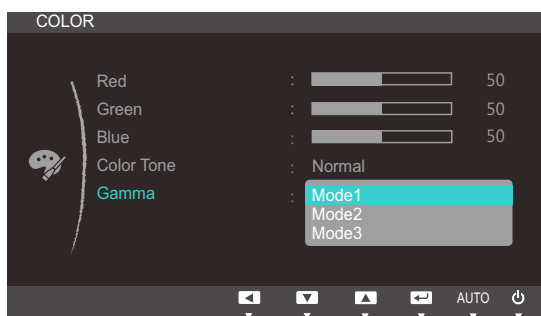 COLOR
Red : 50
Green : 50
Blue : 50
Color Tone : Normal
Gamma : Mode1
Mode2
Mode3
AUTO